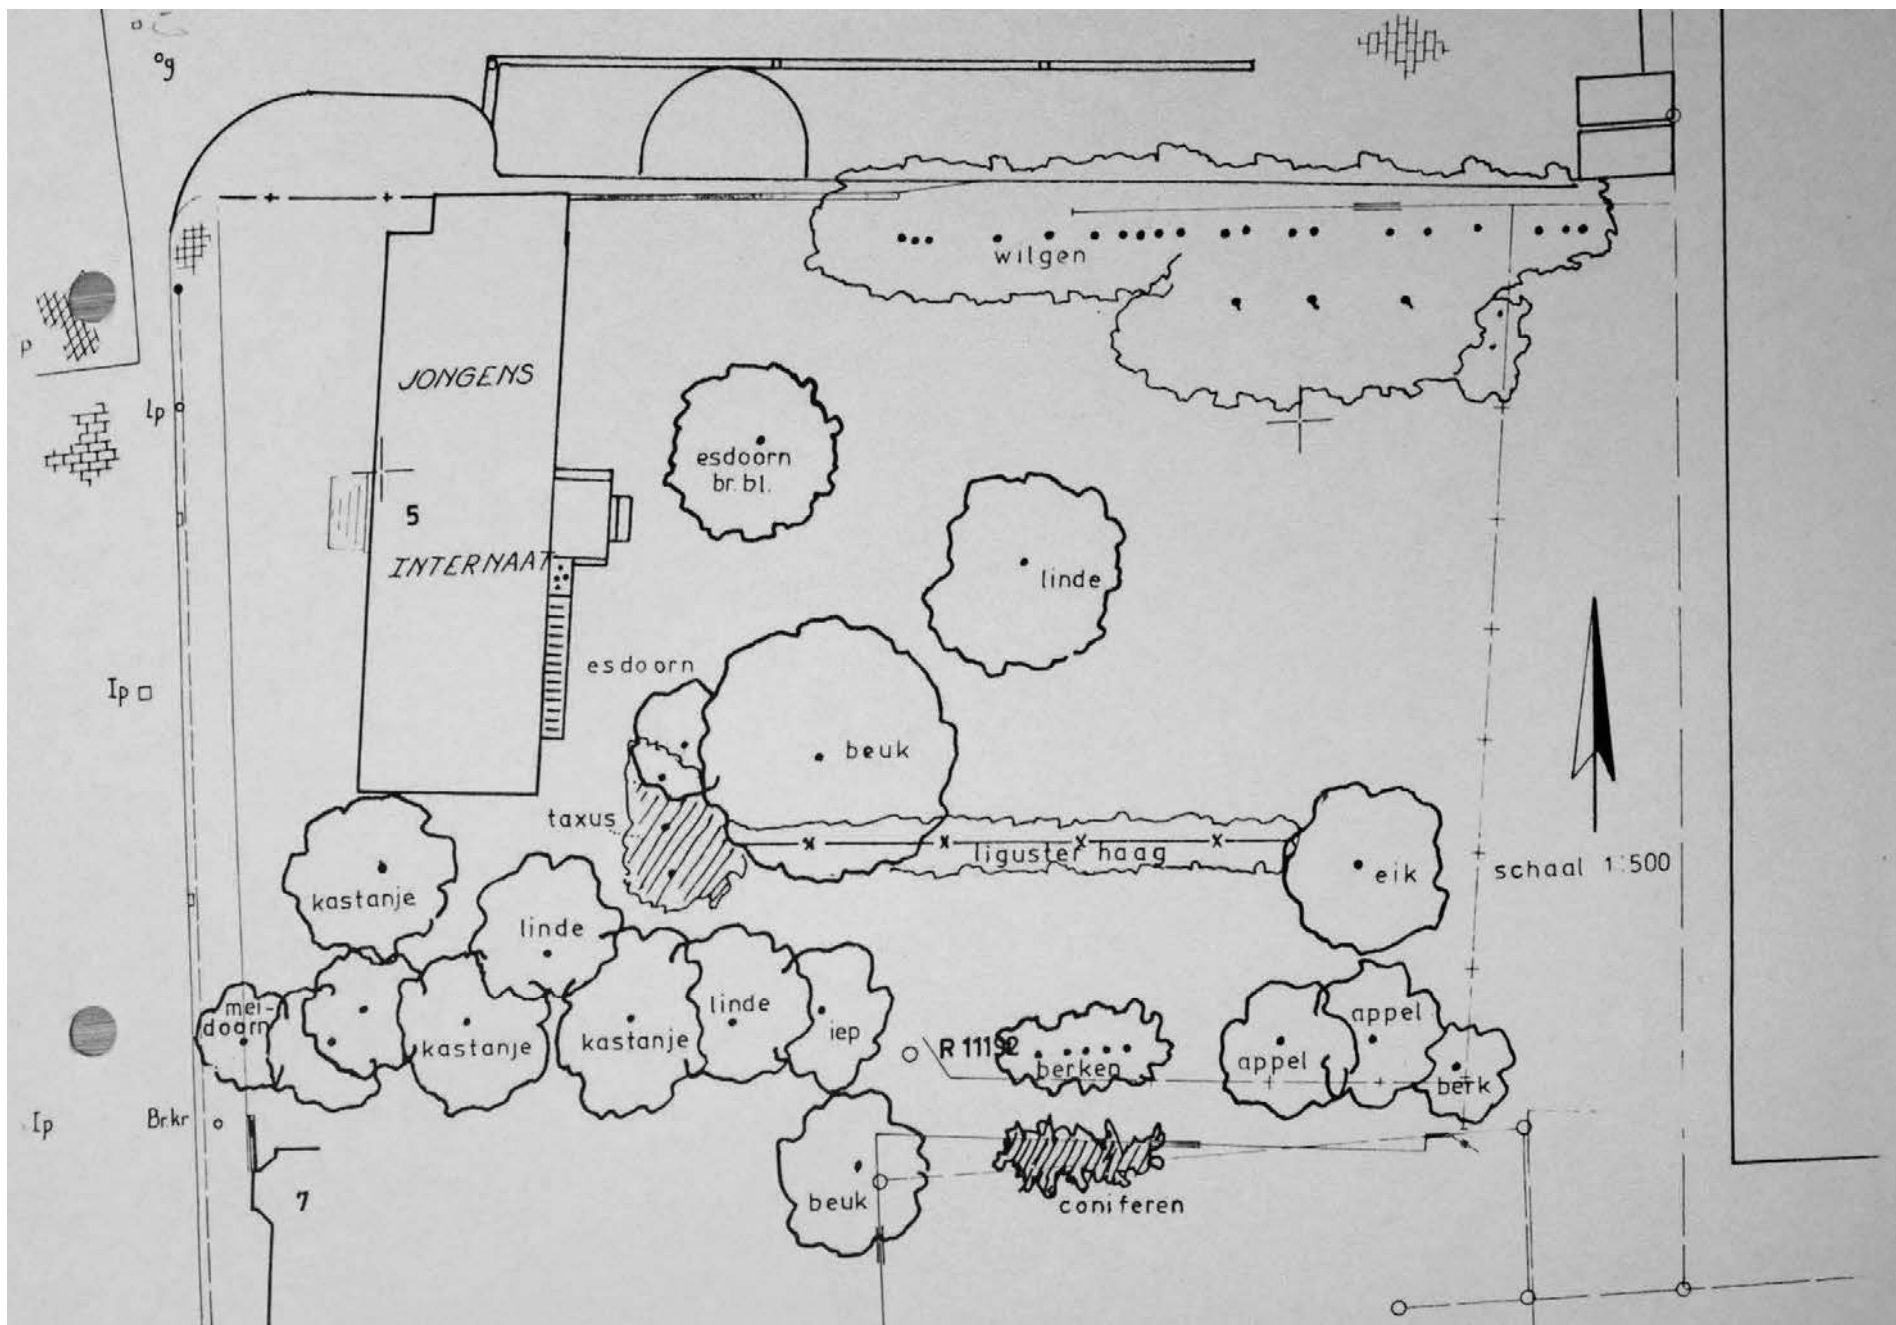 og
wilgen
p
JONGENS
lp
esdoorn
br. bl.
5
INTERNAAT
linde
esdoorn
Ip
beuk
taxus
liguster haag
eik
schaal 1:500
kastanje
linde
mei-
doorn
kastanje
kastanje
linde
iep
R 11192
berken
appel
appel
berk
Ip
Br.kr
7
beuk
coniferen